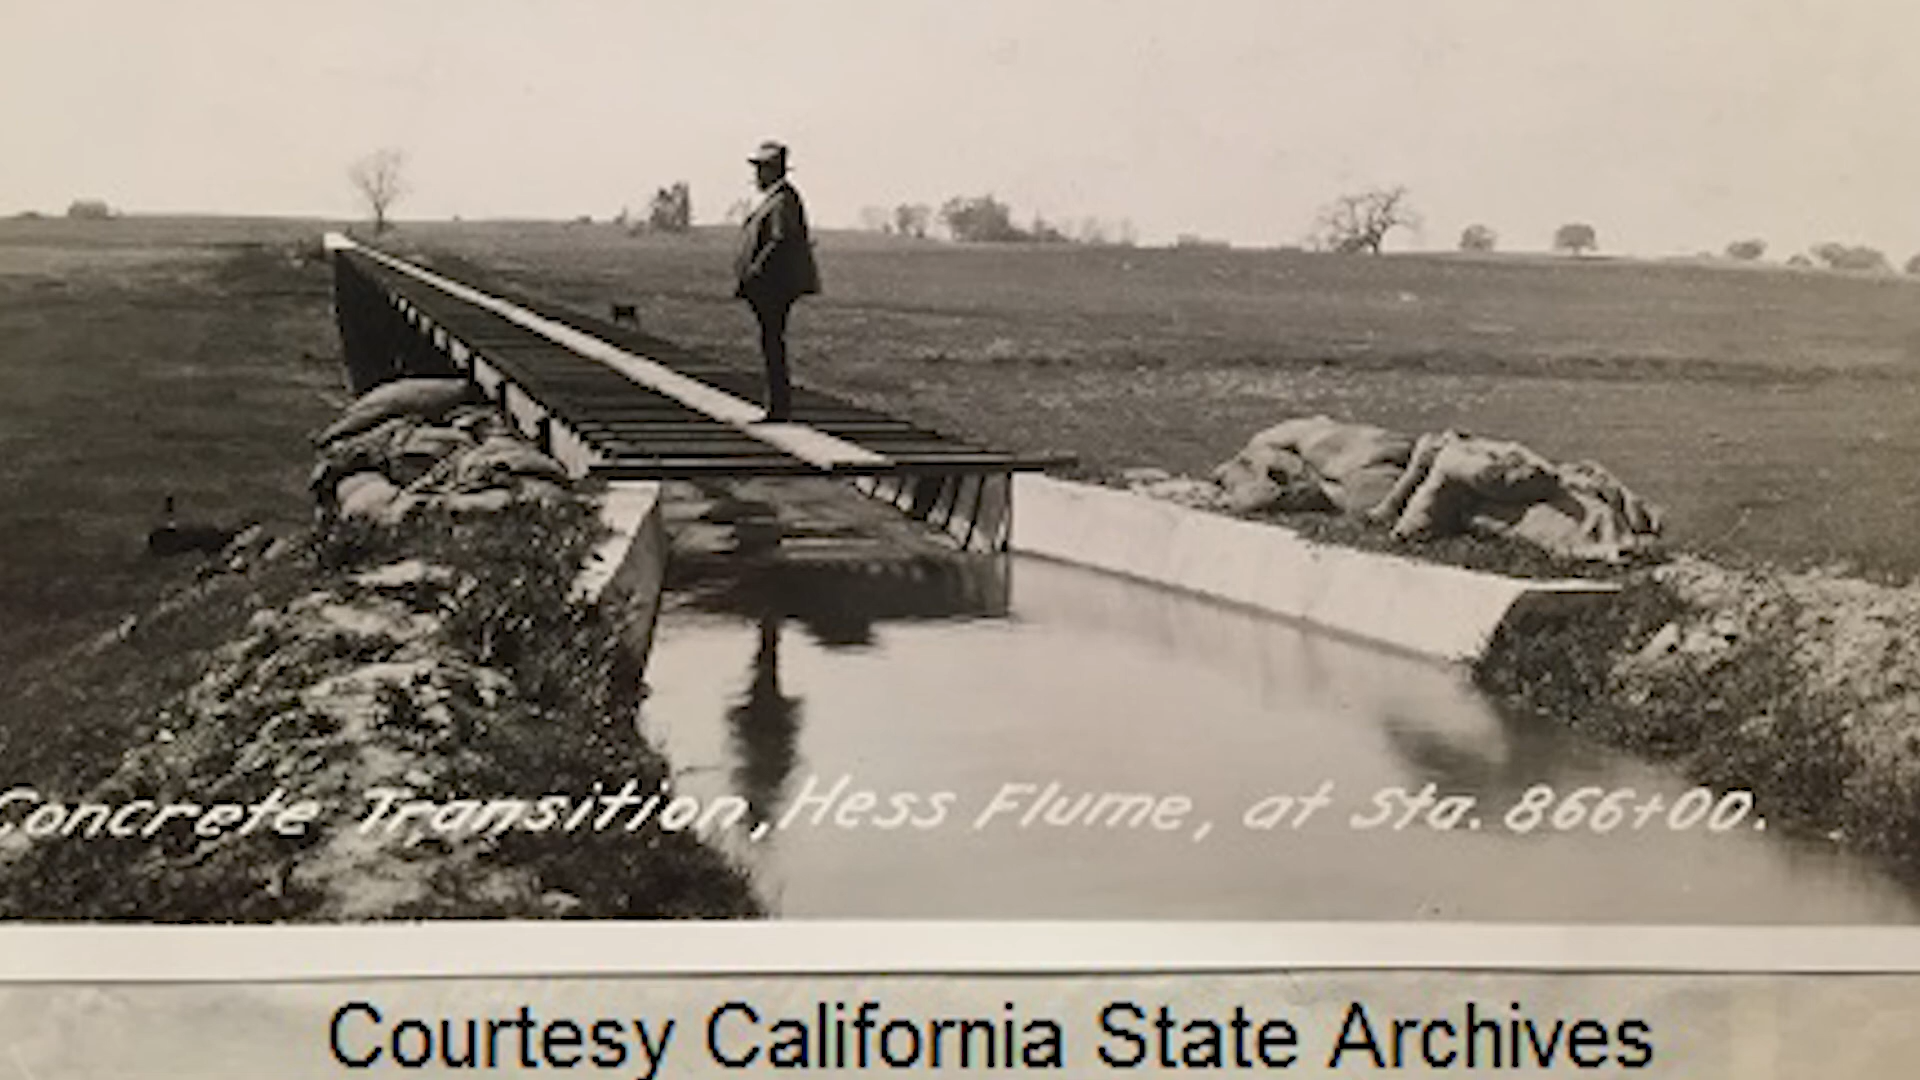 Concrete Transition, Hess Flume, at Sta. 866+00.
Courtesy California State Archives